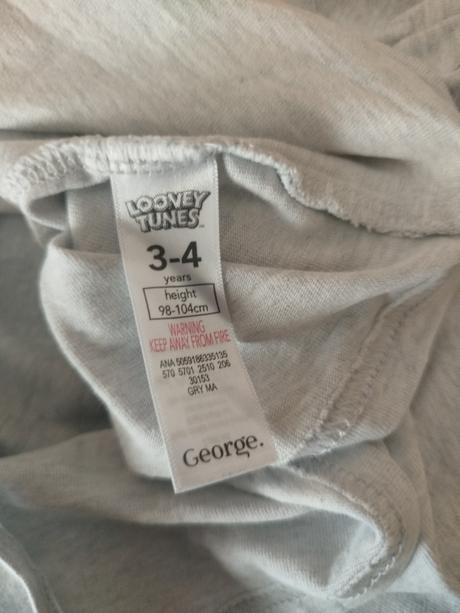 LOONEY
TUNES
3-4
years
height
98-104cm
WARNING
KEEP AWAY FROM FIRE
ANA 5059186335135
570 5701 2510 206
30153
GRY MA
George.